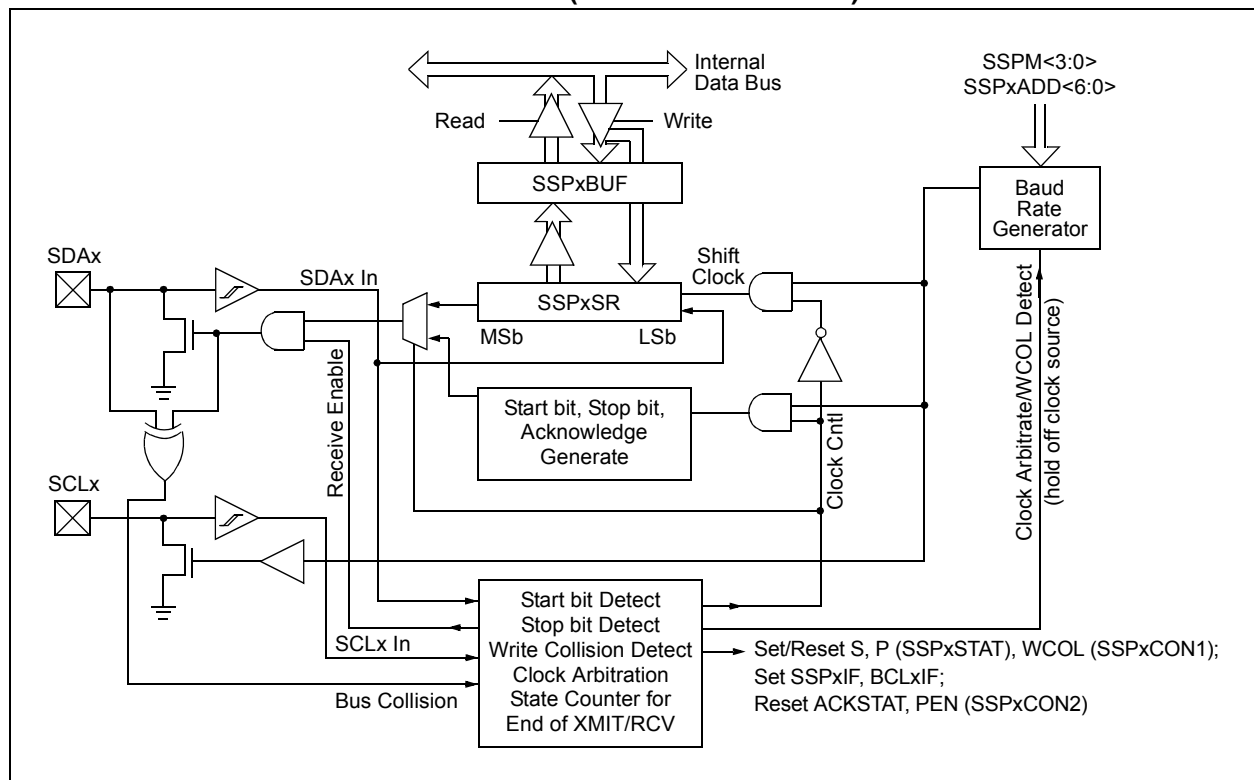 Internal
Data Bus
SSPM<3:0>
SSPxADD<6:0>
Read
Write
SSPxBUF
Baud
Rate
Generator
SDAx
SDAx In
Shift
Clock
SSPxSR
MSb
LSb
Receive Enable
Start bit, Stop bit,
Acknowledge
Generate
Clock Cntl
Clock Arbitrate/WCOL Detect
(hold off clock source)
SCLx
SCLx In
Bus Collision
Start bit Detect
Stop bit Detect
Write Collision Detect
Clock Arbitration
State Counter for
End of XMIT/RCV
Set/Reset S, P (SSPxSTAT), WCOL (SSPxCON1);
Set SSPxIF, BCLxIF;
Reset ACKSTAT, PEN (SSPxCON2)